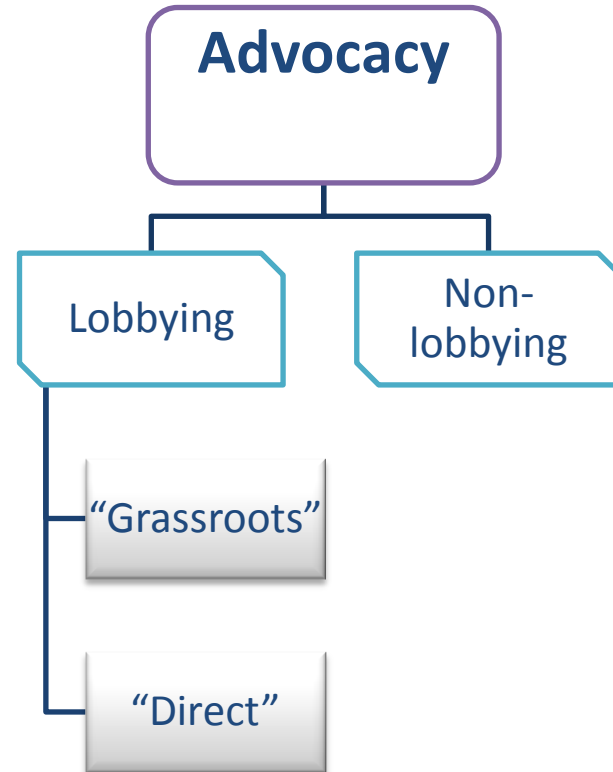 Advocacy
Lobbying
Non-
lobbying
“Grassroots”
“Direct”